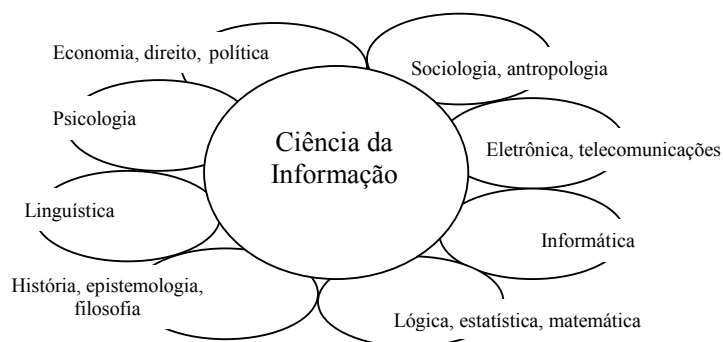 Economia, direito, política
Sociologia, antropologia
Psicologia
Ciência da
Informação
Eletrônica, telecomunicações
Linguística
Informática
História, epistemologia,
filosofia
Lógica, estatística, matemática